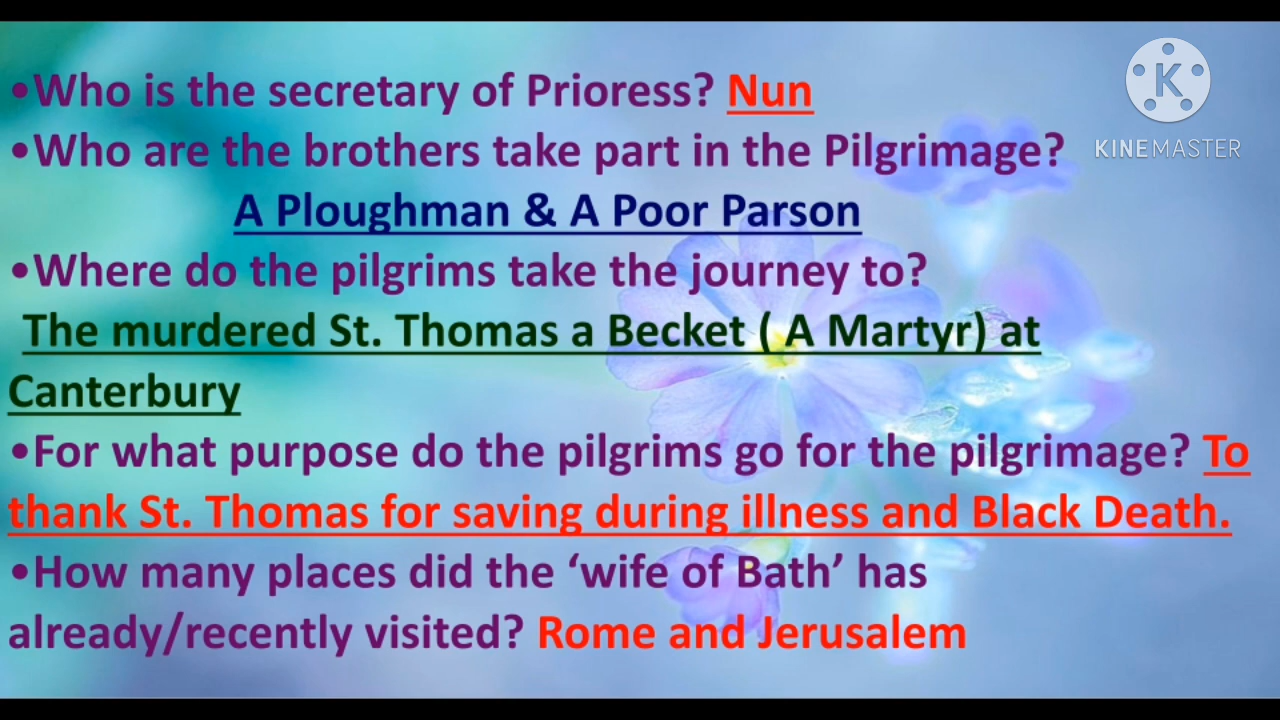 •Who is the secretary of Prioress? Nun
•Who are the brothers take part in the Pilgrimage?
A Ploughman & A Poor Parson
•Where do the pilgrims take the journey to?
The murdered St. Thomas a Becket ( A Martyr) at
Canterbury
•For what purpose do the pilgrims go for the pilgrimage? To
thank St. Thomas for saving during illness and Black Death.
•How many places did the ‘wife of Bath’ has
already/recently visited? Rome and Jerusalem
K
KINEMASTER